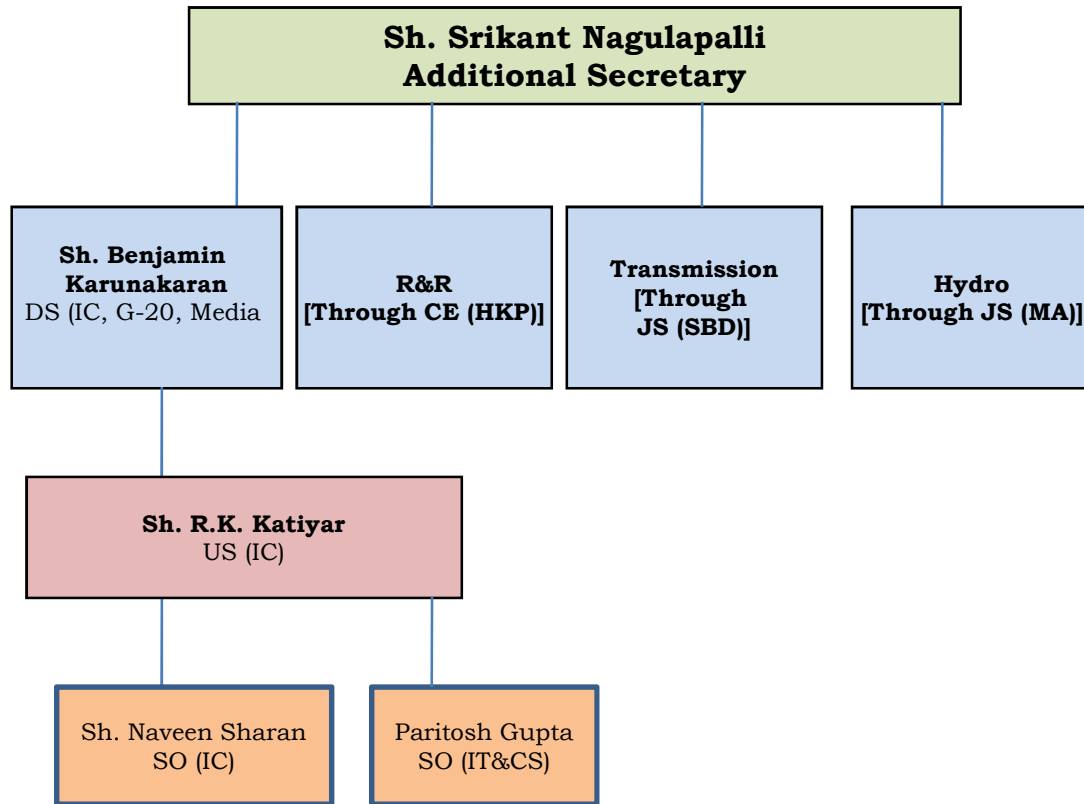 Sh. Srikant Nagulapalli
Additional Secretary
Sh. Benjamin
Karunakaran
DS (IC, G-20, Media
R&R
[Through CE (HKP)]
Transmission
[Through
JS (SBD)]
Hydro
[Through JS (MA)]
Sh. R.K. Katiyar
US (IC)
Sh. Naveen Sharan
SO (IC)
Paritosh Gupta
SO (IT&CS)